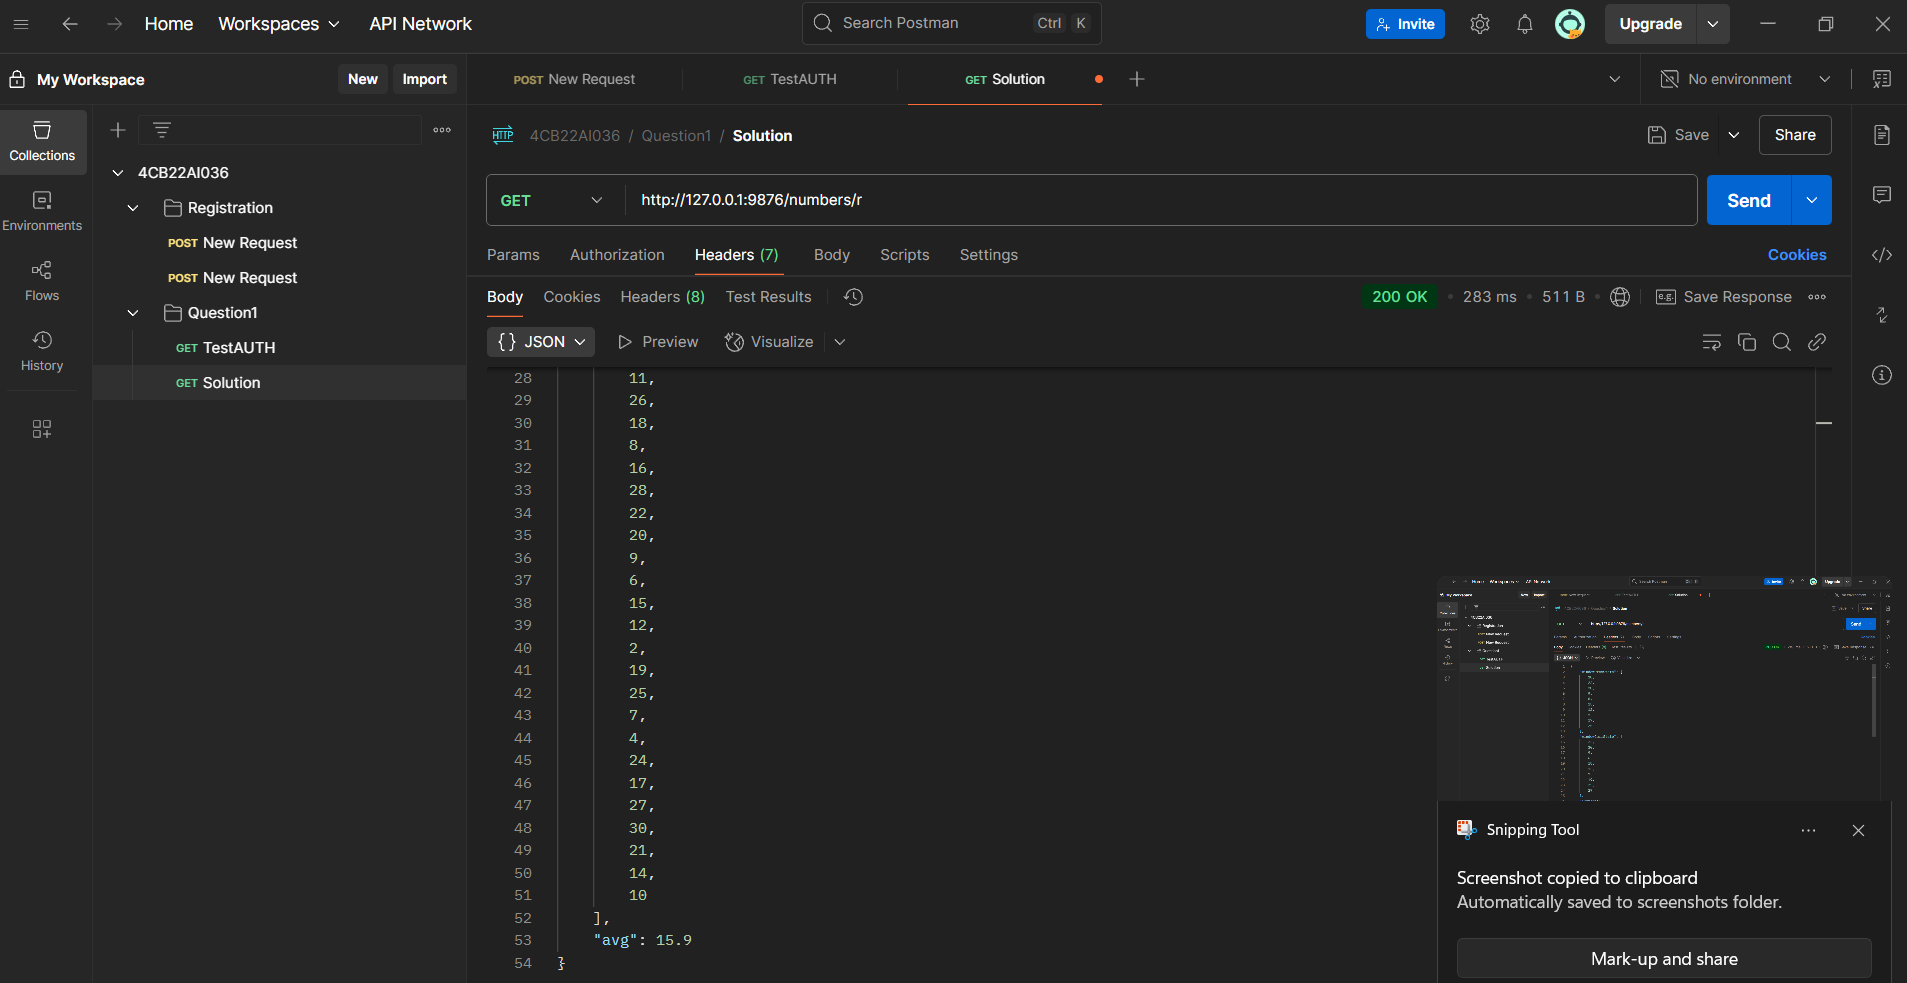 Home Workspaces API Network Search Postman Ctrl K Invite Upgrade
My Workspace New Import
POST New Request GET TestAUTH GET Solution No environment
Collections
Environments
Flows
History
4CB22AI036
Registration
POST New Request
POST New Request
Question1
GET TestAUTH
GET Solution
HTTP 4CB22AI036 / Question1 / Solution Save Share
GET http://127.0.0.1:9876/numbers/r Send
Params Authorization Headers (7) Body Scripts Settings Cookies
Body Cookies Headers (8) Test Results 200 OK 283 ms 511 B e.g. Save Response
{} JSON Preview Visualize
28 11,
29 26,
30 18,
31 8,
32 16,
33 28,
34 22,
35 20,
36 9,
37 6,
38 15,
39 12,
40 2,
41 19,
42 25,
43 7,
44 4,
45 24,
46 17,
47 27,
48 30,
49 21,
50 14,
51 10
52 ],
53 "avg": 15.9
54 }
Snipping Tool
Screenshot copied to clipboard
Automatically saved to screenshots folder.
Mark-up and share